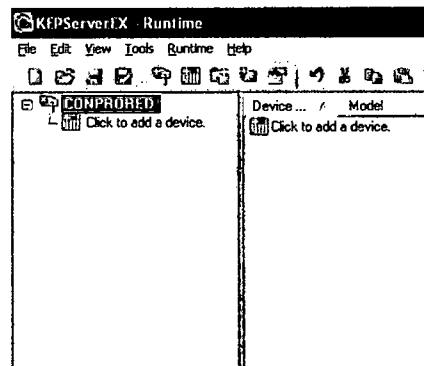 KEPServerEX - Runtime
File Edit View Tools Runtime Help
CONPRORED
Device ... / Model
Click to add a device.
Click to add a device.